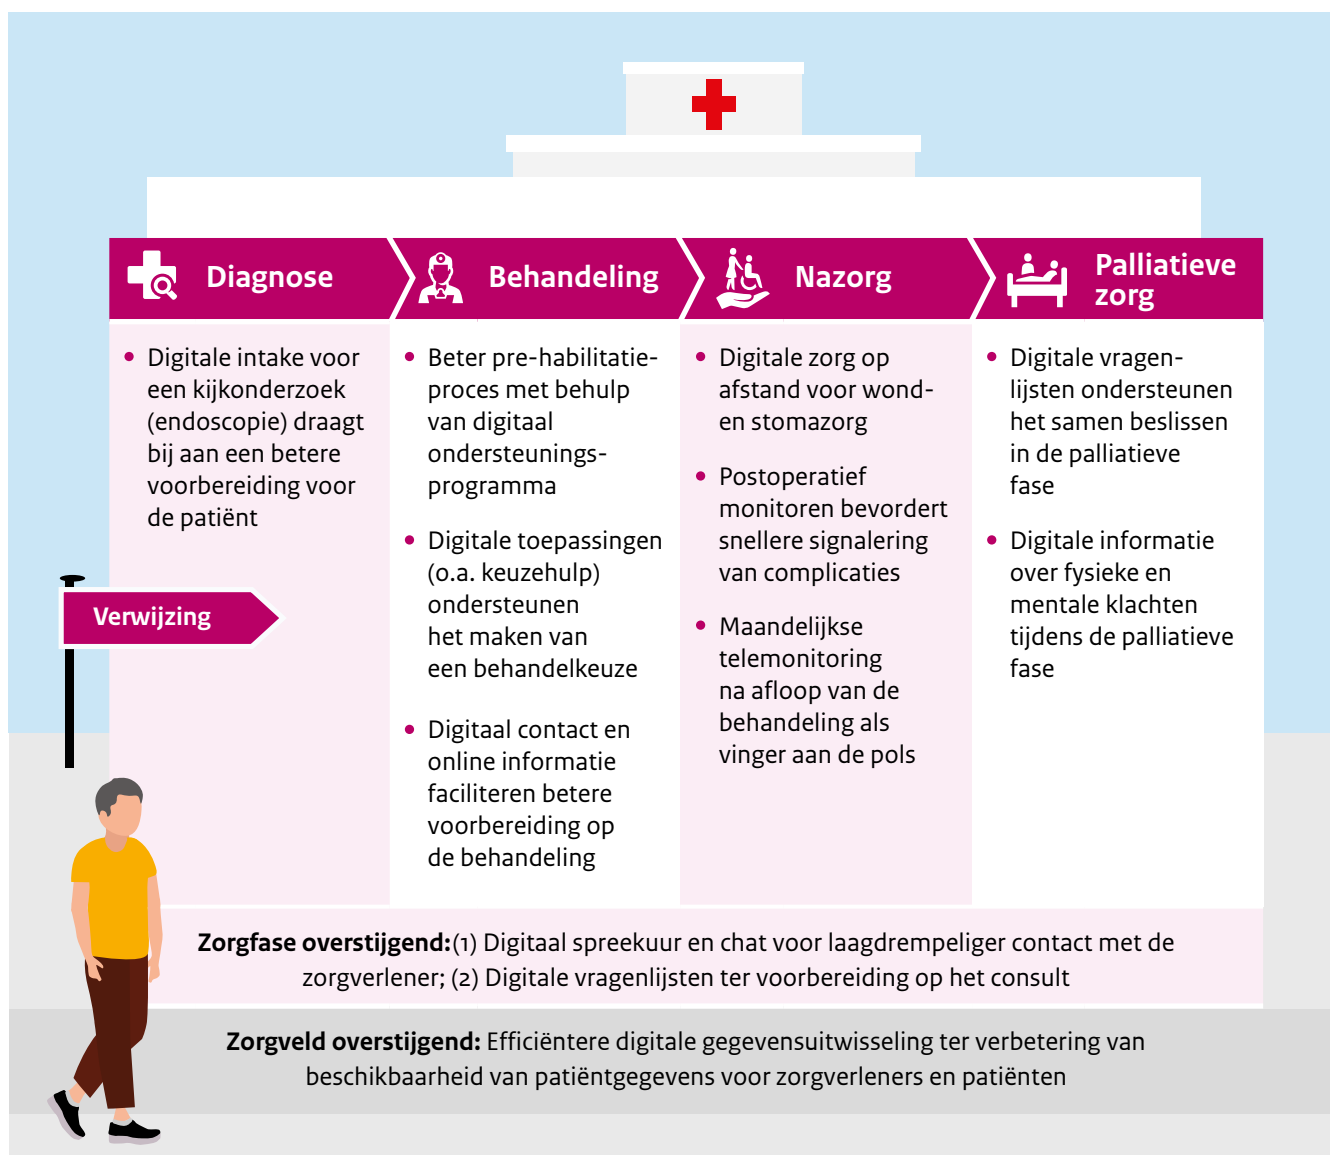 Diagnose
Behandeling
Nazorg
Palliatieve
zorg
• Digitale intake voor
een kijkonderzoek
(endoscopie) draagt
bij aan een betere
voorbereiding voor
de patiënt
Verwijzing
• Beter pre-habilitatie-
proces met behulp
van digitaal
ondersteunings-
programma
• Digitale toepassingen
(o.a. keuzehulp)
ondersteunen
het maken van
een behandelkeuze
• Digitaal contact en
online informatie
faciliteren betere
voorbereiding op
de behandeling
• Digitale zorg op
afstand voor wond-
en stomazorg
• Postoperatief
monitoren bevordert
snellere signalering
van complicaties
• Maandelijkse
telemonitoring
na afloop van de
behandeling als
vinger aan de pols
• Digitale vragen-
lijsten ondersteunen
het samen beslissen
in de palliatieve
fase
• Digitale informatie
over fysieke en
mentale klachten
tijdens de palliatieve
fase
Zorgfase overstijgend:(1) Digitaal spreekuur en chat voor laagdrempeliger contact met de
zorgverlener; (2) Digitale vragenlijsten ter voorbereiding op het consult
Zorgveld overstijgend: Efficiëntere digitale gegevensuitwisseling ter verbetering van
beschikbaarheid van patiëntgegevens voor zorgverleners en patiënten